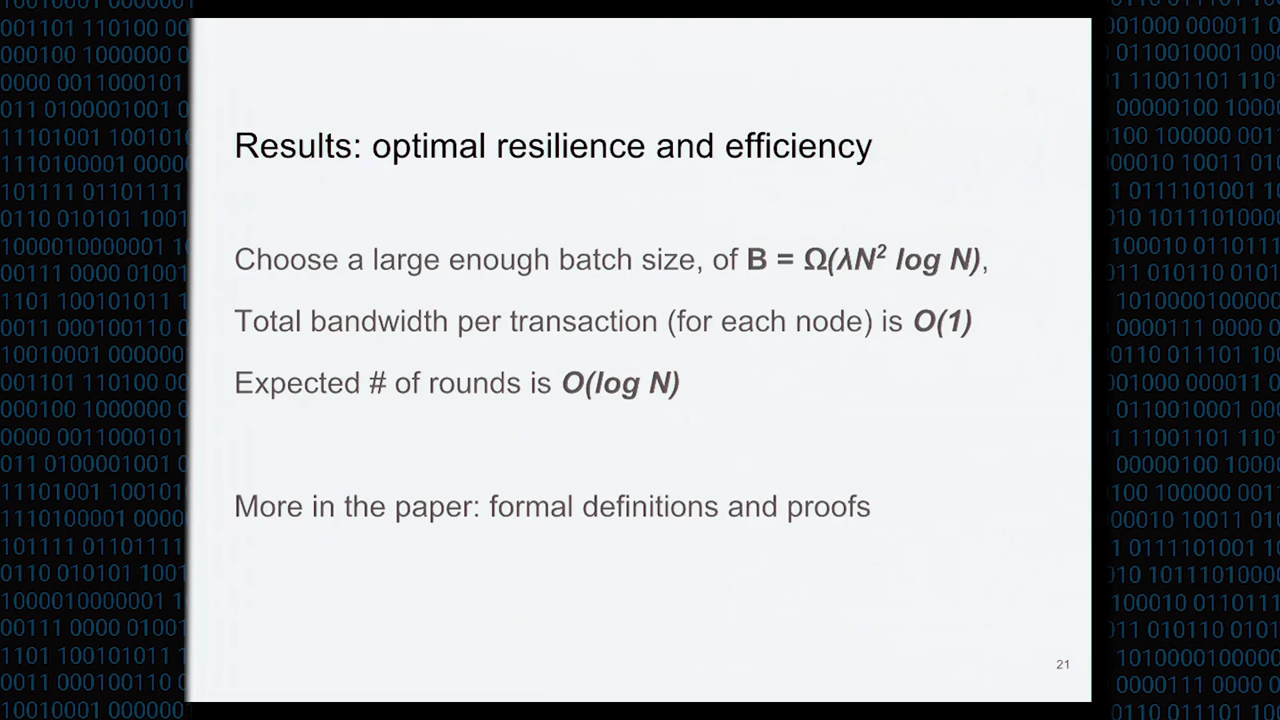 Results: optimal resilience and efficiency
Choose a large enough batch size, of B = Ω(λN² log N),
Total bandwidth per transaction (for each node) is O(1)
Expected # of rounds is O(log N)
More in the paper: formal definitions and proofs
21